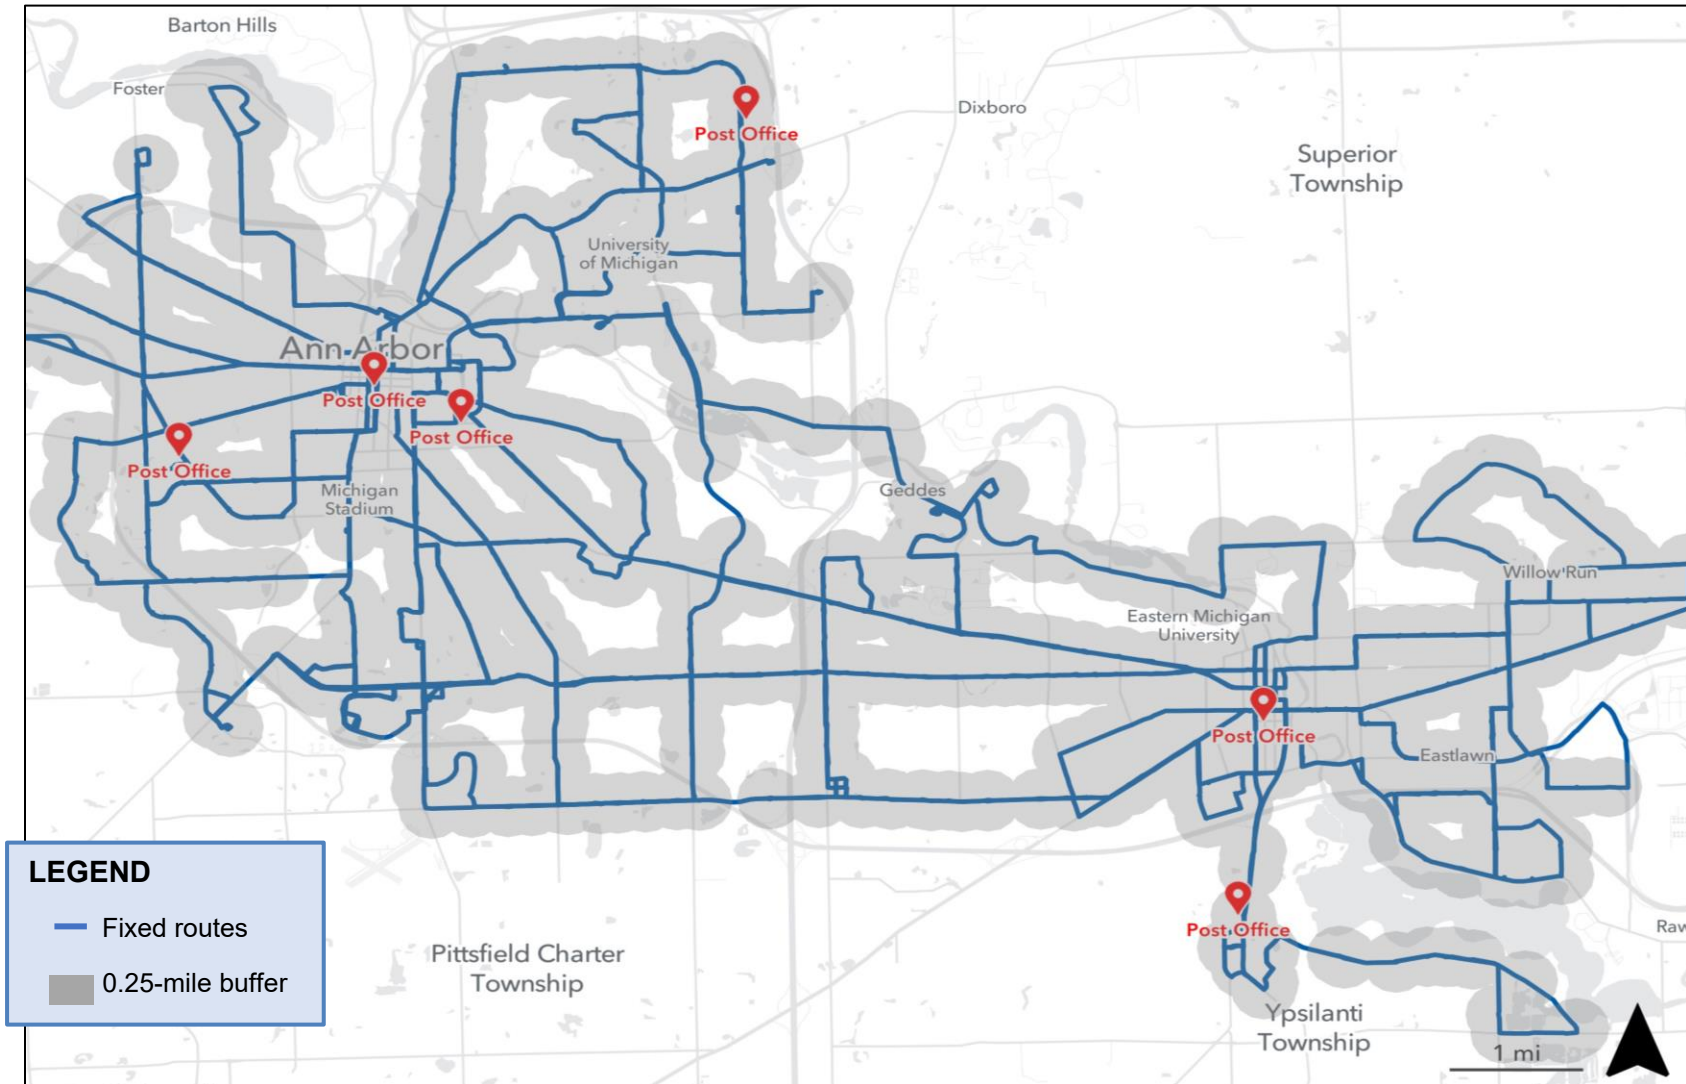 Barton Hills
Foster
Dixboro
Post Office
Superior
Township
University
of Michigan
Ann Arbor
Post Office
Post Office
Post Office
Michigan
Stadium
Geddes
Willow Run
Eastern Michigan
University
Post Office
Eastlawn
LEGEND
Fixed routes
0.25-mile buffer
Post Office
Raw
Pittsfield Charter
Township
Ypsilanti
Township
1 mi